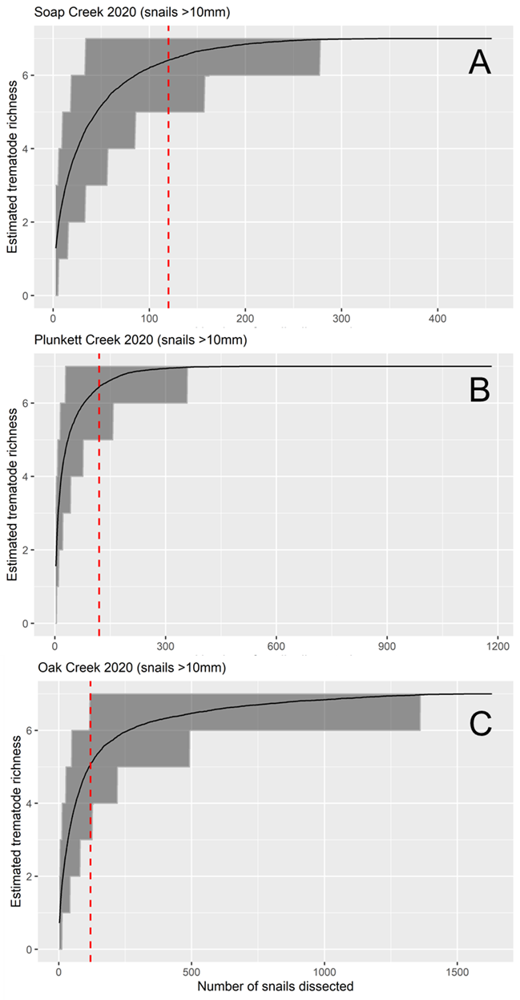 Soap Creek 2020 (snails >10mm)
A
Estimated trematode richness
6
4
2
0
0 100 200 300 400
Plunkett Creek 2020 (snails >10mm)
B
Estimated trematode richness
6
4
2
0
0 300 600 900 1200
Oak Creek 2020 (snails >10mm)
C
Estimated trematode richness
6
4
2
0
0 500 1000 1500
Number of snails dissected